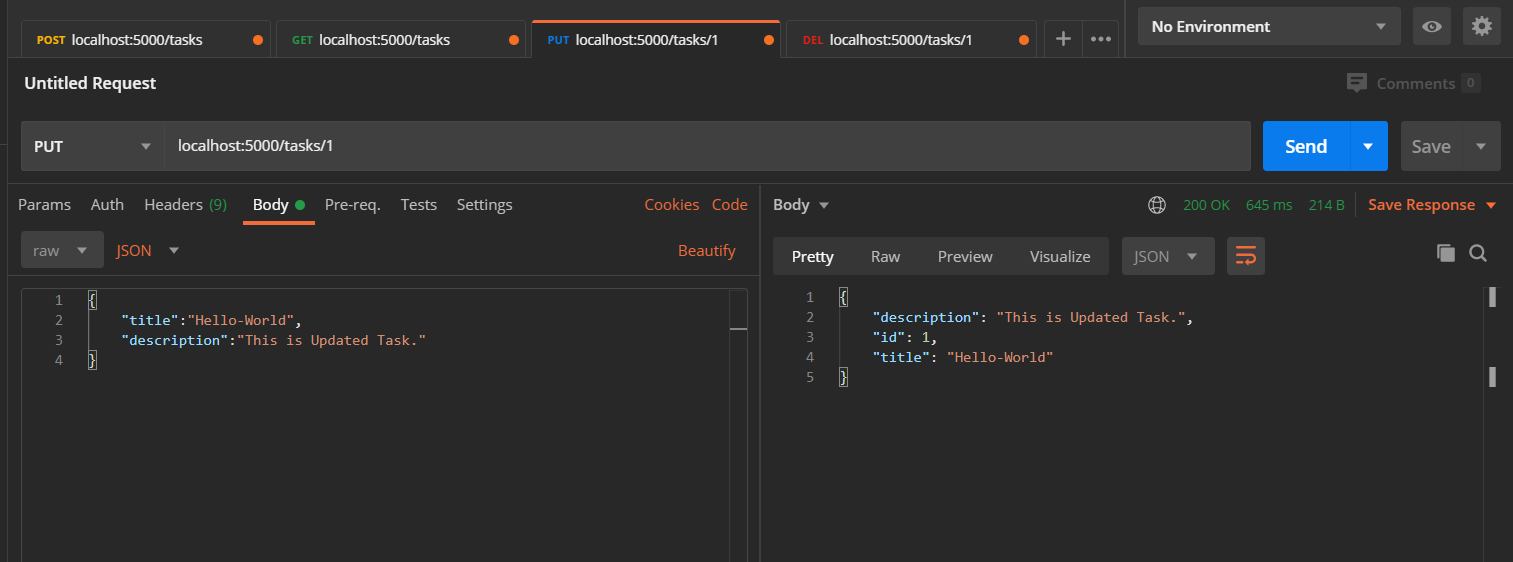 POST localhost:5000/tasks GET localhost:5000/tasks PUT localhost:5000/tasks/1 DEL localhost:5000/tasks/1 No Environment
Untitled Request Comments 0
PUT localhost:5000/tasks/1 Send Save
Params Auth Headers (9) Body Pre-req. Tests Settings Cookies Code
raw JSON Beautify
1 {
2 "title":"Hello-World",
3 "description":"This is Updated Task."
4 }
Body 200 OK 645 ms 214 B Save Response
Pretty Raw Preview Visualize JSON
1 {
2 "description": "This is Updated Task.",
3 "id": 1,
4 "title": "Hello-World"
5 }